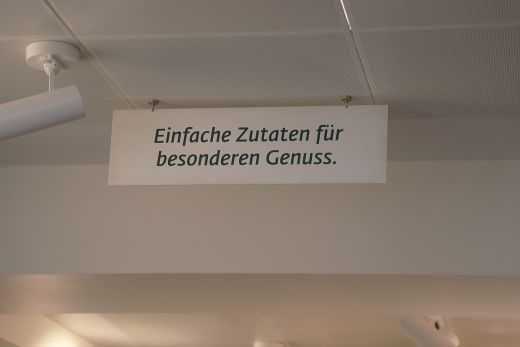 Einfache Zutaten für
besonderen Genuss.